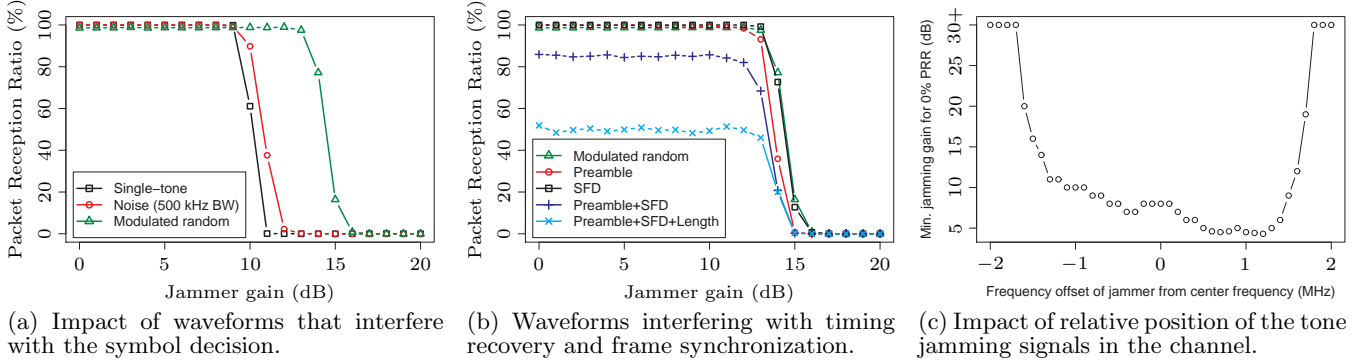 Packet Reception Ratio (%)
100
80
60
40
20
0
Single-tone
Noise (500 kHz BW)
Modulated random
0
5
10
15
20
Jammer gain (dB)
(a) Impact of waveforms that interfere
with the symbol decision.
Packet Reception Ratio (%)
100
80
60
40
20
0
Modulated random
Preamble
SFD
Preamble+SFD
Preamble+SFD+Length
0
5
10
15
20
Jammer gain (dB)
(b) Waveforms interfering with timing
recovery and frame synchronization.
Min. jamming gain for 0% PRR (dB)
30+
20
10
5
−2
−1
0
1
2
Frequency offset of jammer from center frequency (MHz)
(c) Impact of relative position of the tone
jamming signals in the channel.